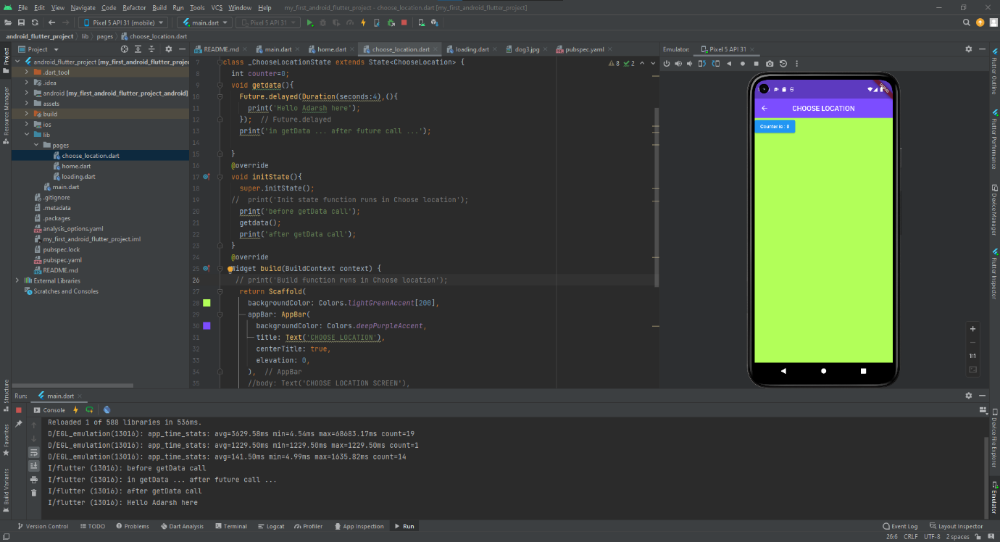 File Edit View Navigate Code Refactor Build Run Tools VCS Window Help my_first_android_flutter_project - choose_location.dart [my_first_android_flutter_project]
Pixel 5 API 31 (mobile) main.dart Pixel 5 API 31
android_flutter_project lib pages choose_location.dart
Project
README.md main.dart home.dart choose_location.dart loading.dart dog3.jpg pubspec.yaml
Emulator: Pixel 5 API 31
Project
Resource Manager
Structure
Favorites
Build Variants
android_flutter_project [my_first_android_flutter_projec
.dart_tool
.idea
android [my_first_android_flutter_project_android]
assets
build
ios
lib
pages
choose_location.dart
home.dart
loading.dart
main.dart
.gitignore
.metadata
.packages
analysis_options.yaml
my_first_android_flutter_project.iml
pubspec.lock
pubspec.yaml
README.md
External Libraries
Scratches and Consoles
8 2
7 class _ChooseLocationState extends State<ChooseLocation> {
8 int counter=0;
9 void getdata(){
10 Future.delayed(Duration(seconds:4),(){
11 print('Hello Adarsh here');
12 }); // Future.delayed
13 print('in getData ... after future call ...');
14
15 }
16 @override
17 void initState(){
18 super.initState();
19 // print('Init state function runs in Choose location');
20 print('before getData call');
21 getdata();
22 print('after getData call');
23 }
24 @override
25 Widget build(BuildContext context) {
26 // print('Build function runs in Choose location');
27 return Scaffold(
28 backgroundColor: Colors.lightGreenAccent[200],
29 appBar: AppBar(
30 backgroundColor: Colors.deepPurpleAccent,
31 title: Text('CHOOSE LOCATION'),
32 centerTitle: true,
33 elevation: 0,
34 ), // AppBar
35 //body: Text('CHOOSE LOCATION SCREEN'),
DEBUG
CHOOSE LOCATION
Counter is : 0
1:1
Flutter Outline
Flutter Performance
Device Manager
Flutter Inspector
Device File Explorer
Emulator
Run: main.dart
Console
Reloaded 1 of 588 libraries in 536ms.
D/EGL_emulation(13016): app_time_stats: avg=3629.58ms min=4.54ms max=68683.17ms count=19
D/EGL_emulation(13016): app_time_stats: avg=1229.50ms min=1229.50ms max=1229.50ms count=1
D/EGL_emulation(13016): app_time_stats: avg=141.50ms min=4.99ms max=1635.82ms count=14
I/flutter (13016): before getData call
I/flutter (13016): in getData ... after future call ...
I/flutter (13016): after getData call
I/flutter (13016): Hello Adarsh here
Version Control TODO Problems Dart Analysis Terminal Logcat Profiler App Inspection Run Event Log Layout Inspector
26:6 CRLF UTF-8 2 spaces